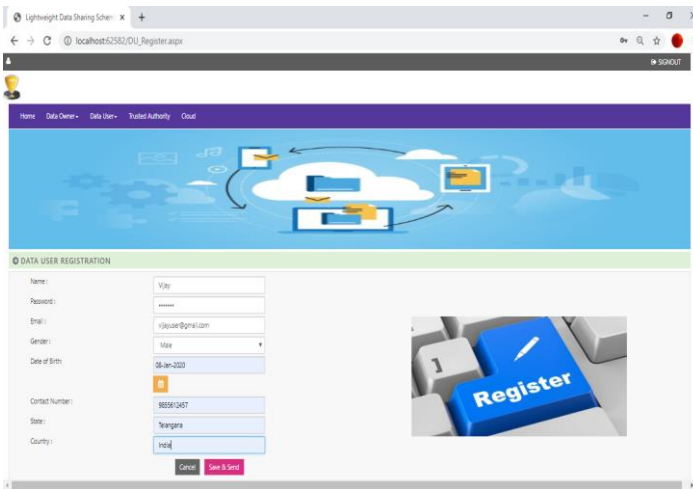 Lightweight Data Sharing Schem
localhost:62582/DU_Register.aspx
SIGNOUT
Home Data Owner Data User Trusted Authority Cloud
DATA USER REGISTRATION
Name : Vijay
Password : •••••••
Email : vijayuser@gmail.com
Gender : Male
Date of Birth: 08-Jan-2020
Contact Number : 9855612457
State : Telangana
Country : India
Cancel Save & Send
Register